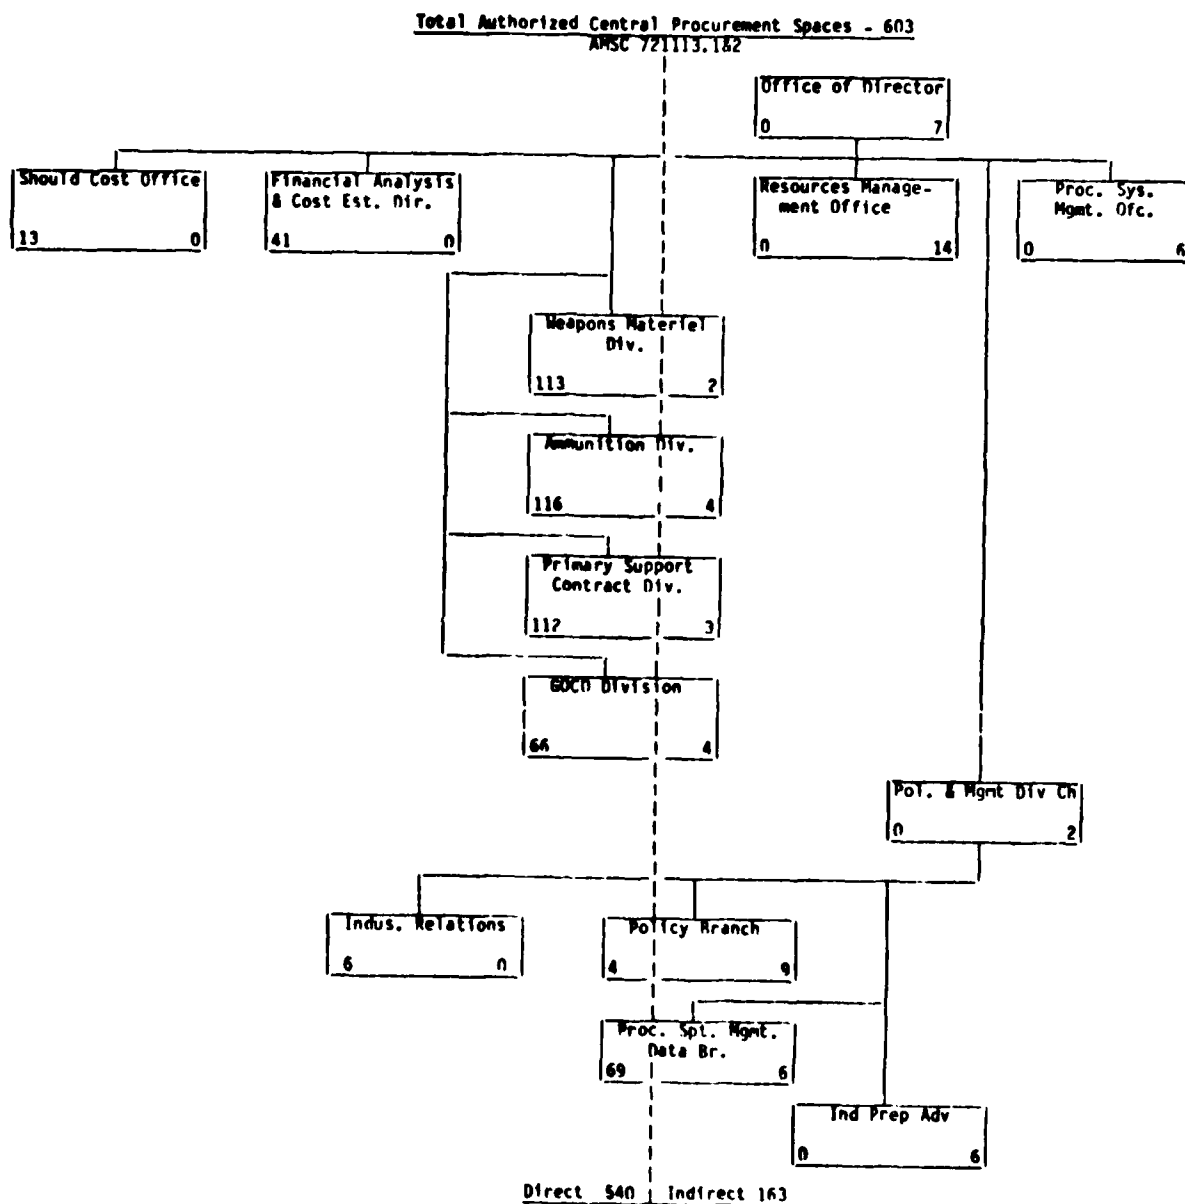 Total Authorized Central Procurement Spaces - 603
AMSC 721113.1&2
Office of Director
0 7
Should Cost Office
13 0
Financial Analysis
& Cost Est. Dir.
41 0
Resources Manage-
ment Office
0 14
Proc. Sys.
Mgmt. Ofc.
0 6
Weapons Materiel
Div.
113 2
Ammunition Div.
116 4
Primary Support
Contract Div.
112 3
GOCO Division
66 4
Pol. & Mgmt Div Ch
0 2
Indus. Relations
6 0
Policy Branch
4 9
Proc. Spt. Mgmt.
Data Br.
69 6
Ind Prep Adv
0 6
Direct 540 Indirect 163